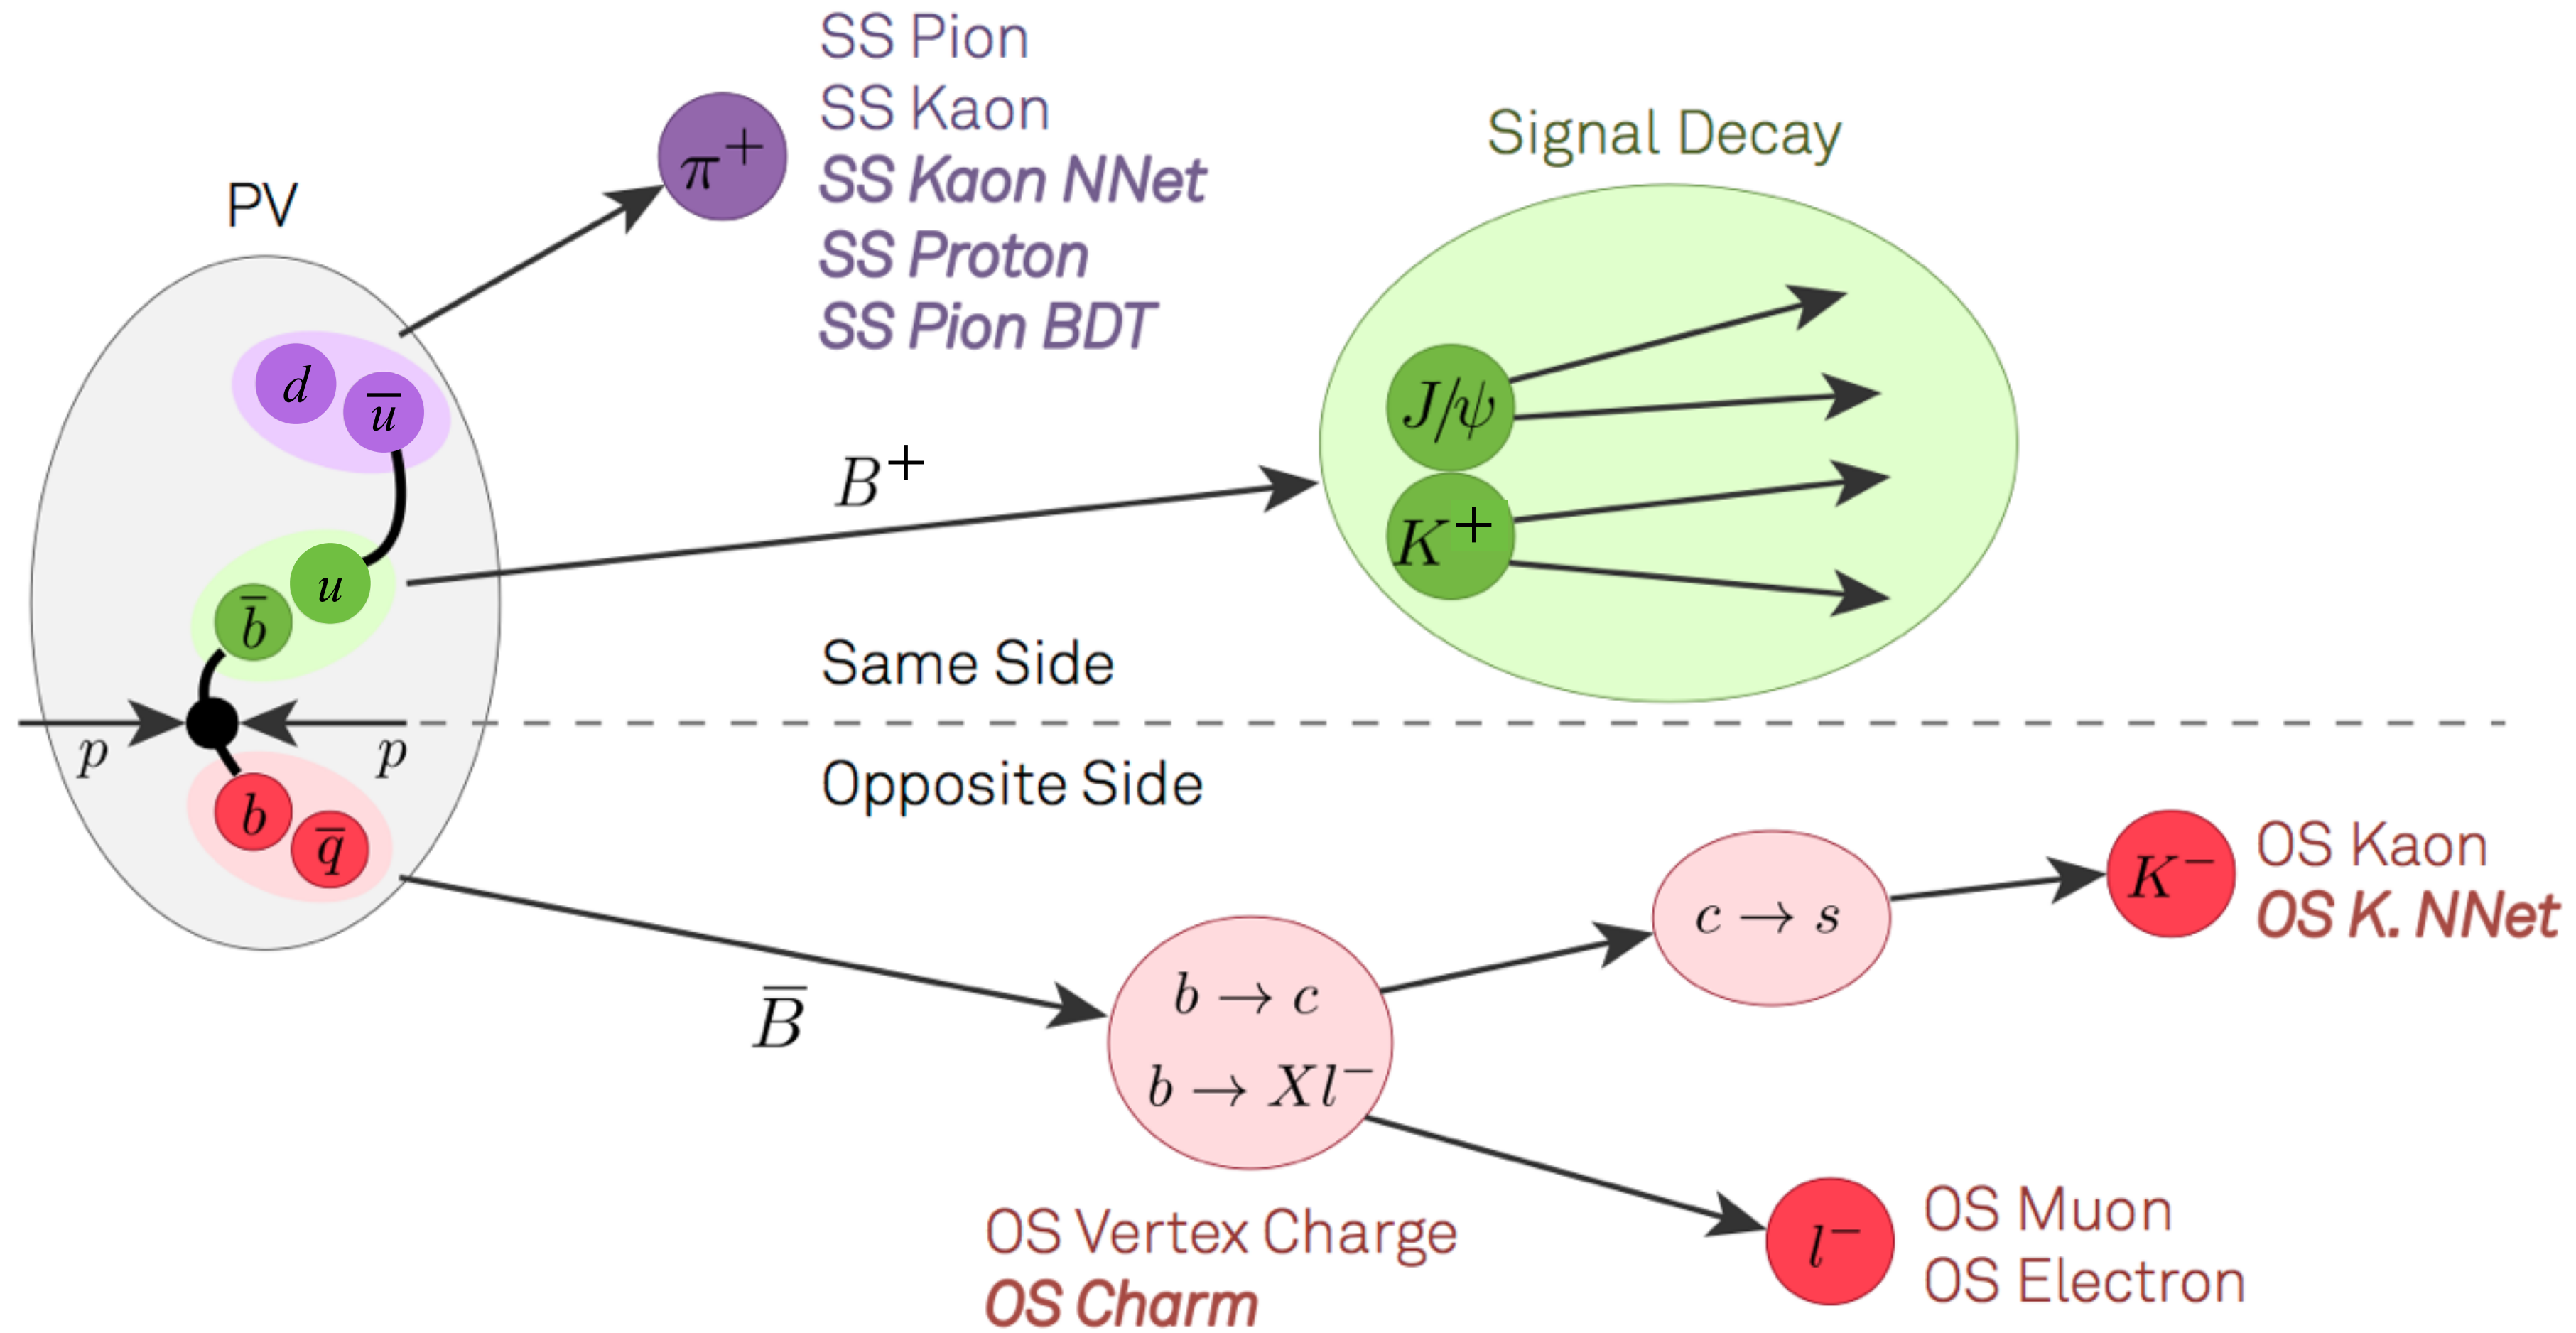 SS Pion
SS Kaon
SS Kaon NNet
SS Proton
SS Pion BDT
π⁺
PV
Signal Decay
d
u̅
B⁺
J/ψ
K⁺
u
b̅
Same Side
p
p
Opposite Side
b
q̅
B̅
b → c
b → Xl⁻
c → s
K⁻
OS Kaon
OS K. NNet
OS Vertex Charge
OS Charm
l⁻
OS Muon
OS Electron